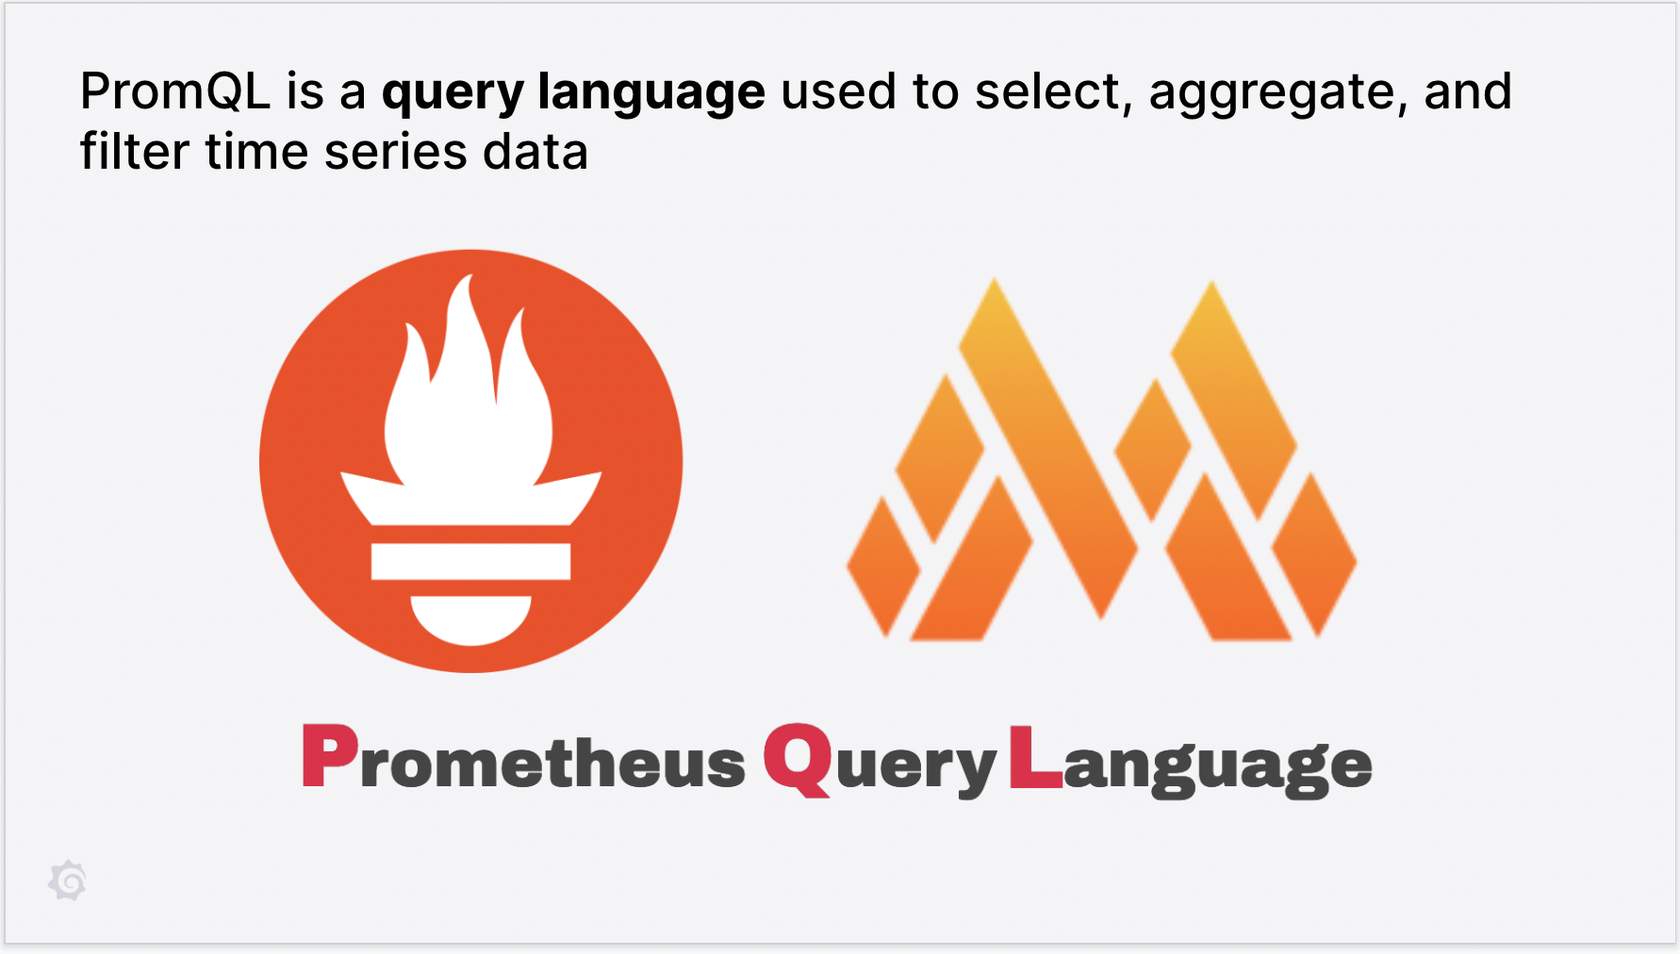 PromQL is a query language used to select, aggregate, and
filter time series data
Prometheus Query Language